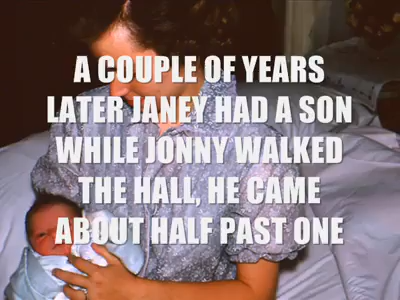 A COUPLE OF YEARS
LATER JANEY HAD A SON
WHILE JONNY WALKED
THE HALL, HE CAME
ABOUT HALF PAST ONE